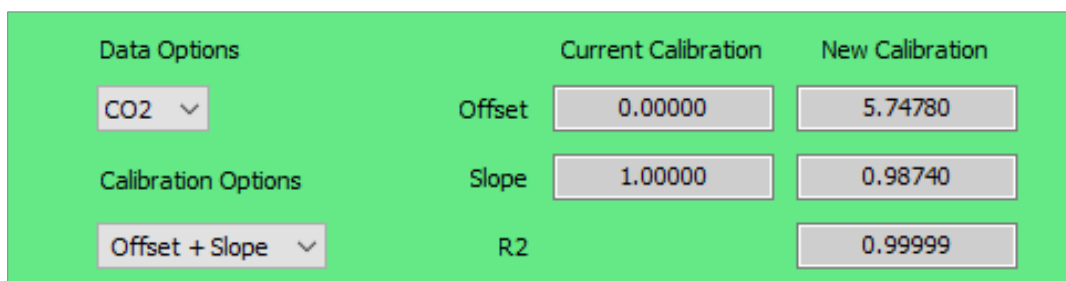 Data Options Current Calibration New Calibration
CO2 Offset 0.00000 5.74780
Calibration Options Slope 1.00000 0.98740
Offset + Slope R2 0.99999